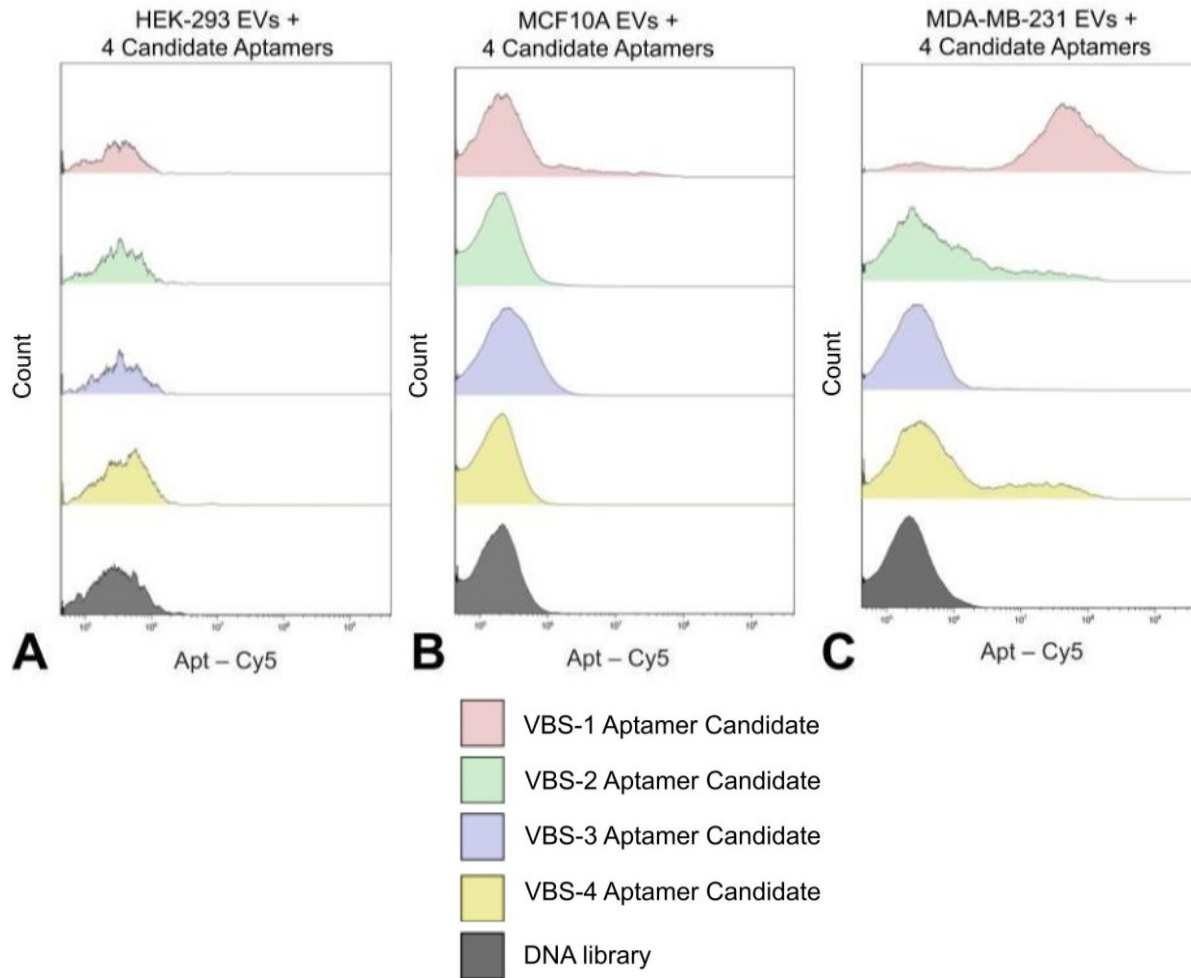 HEK-293 EVs +
4 Candidate Aptamers
MCF10A EVs +
4 Candidate Aptamers
MDA-MB-231 EVs +
4 Candidate Aptamers
Count
Count
Count
A
Apt – Cy5
B
Apt – Cy5
C
Apt – Cy5
VBS-1 Aptamer Candidate
VBS-2 Aptamer Candidate
VBS-3 Aptamer Candidate
VBS-4 Aptamer Candidate
DNA library